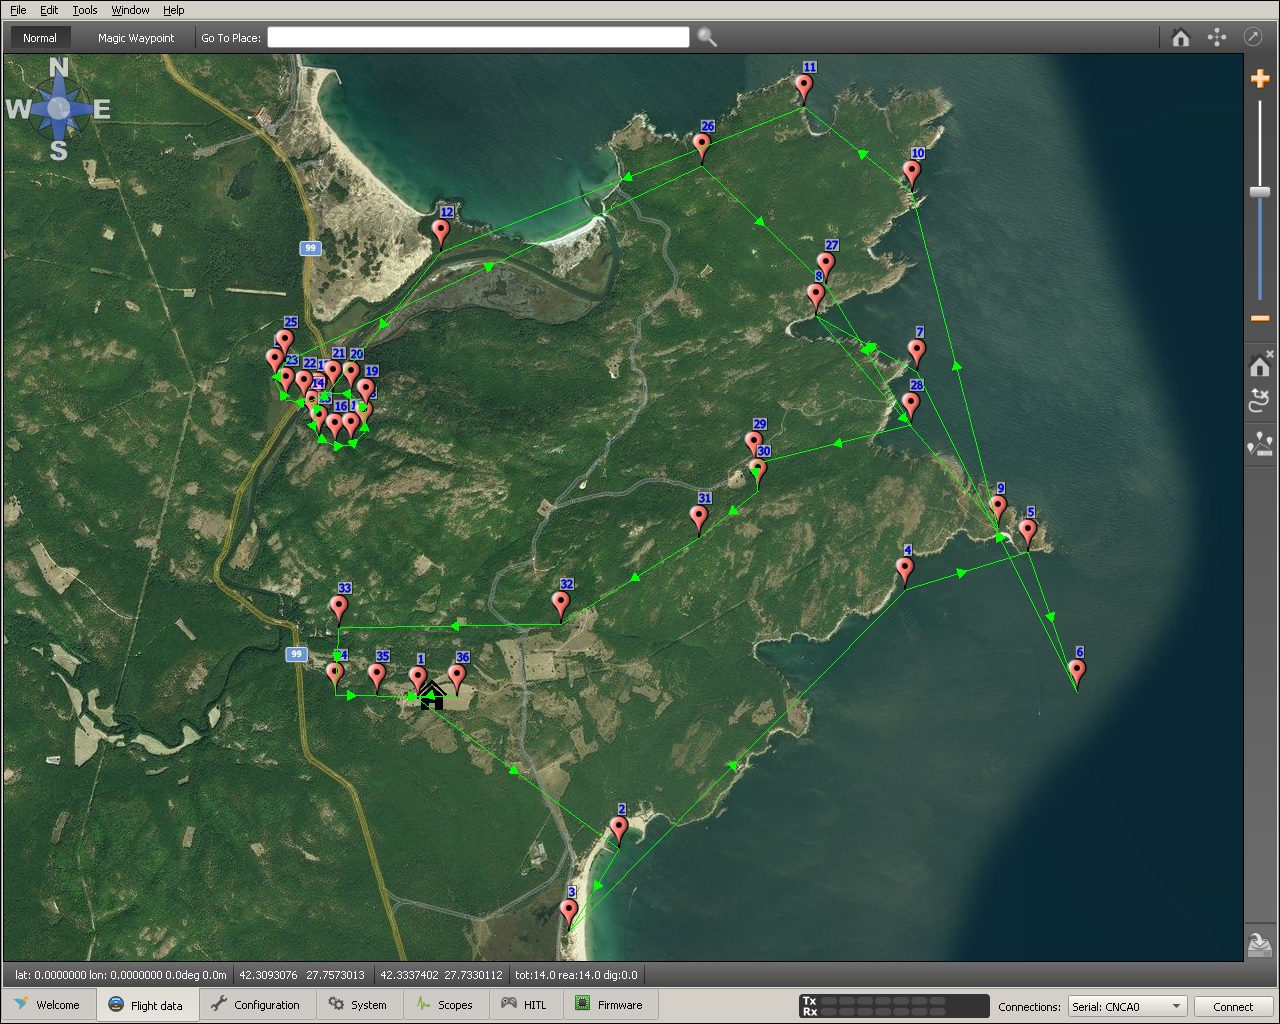 File Edit Tools Window Help
Normal Magic Waypoint Go To Place:
N
W E
S
11
26
10
12
99
27
8
25
7
23 22 21 20
19
14
28
16
29
30
31
9
5
4
33
32
99
35 1 36
6
2
3
lat: 0.0000000 lon: 0.0000000 0.0deg 0.0m 42.3093076 27.7573013 42.3337402 27.7330112 tot:14.0 rea:14.0 dig:0.0
Welcome Flight data Configuration System Scopes HITL Firmware Tx Rx Connections: Serial: CNCA0 Connect